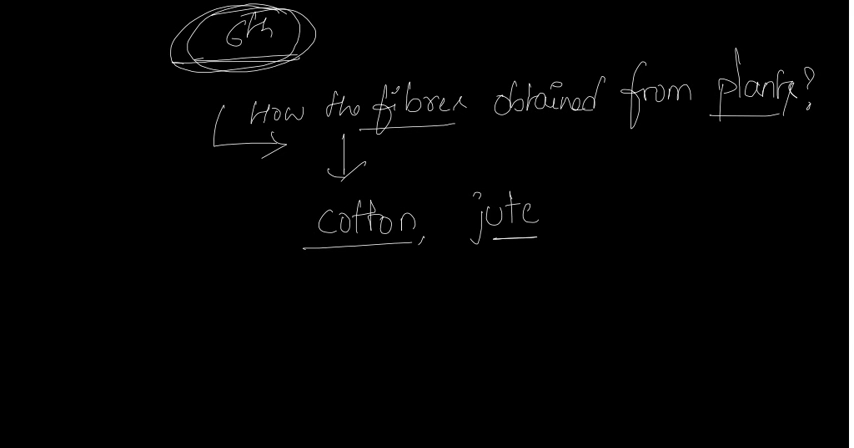 6th
How the fibres obtained from plants?
cotton, jute